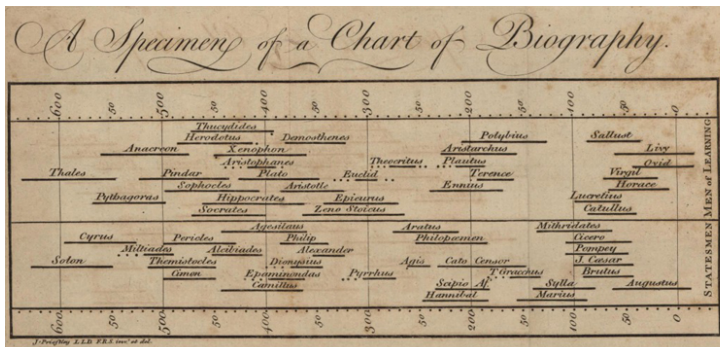 A Specimen of a Chart of Biography.
600 50 500 50 400 50 300 50 200 50 100 50 0
Thucydides
Herodotus Demosthenes Polybius Sallust
Anacreon Xenophon Aristarchus Livy
Aristophanes Theocritus Plautus Ovid
Thales Pindar Plato Euclid Terence Virgil
Sophocles Aristotle Ennius Horace
Pythagoras Hippocrates Epicurus Lucretius
Socrates Zeno Stoicus Catullus
MEN of LEARNING
Agesilaus Aratus Mithridates
Cyrus Pericles Philip Philopoemen Cicero
Miltiades Alcibiades Alexander Pompey
Solon Themistocles Dionysius Agis Cato Censor J. Cæsar
Cimon Epaminondas Pyrrhus T Gracchus Brutus
Camillus Scipio Af. Sylla Augustus
Hannibal Marius
STATESMEN
600 50 500 50 400 50 300 50 200 50 100 50 0
J. Priestley L.L.D. F.R.S. inv.t et del.